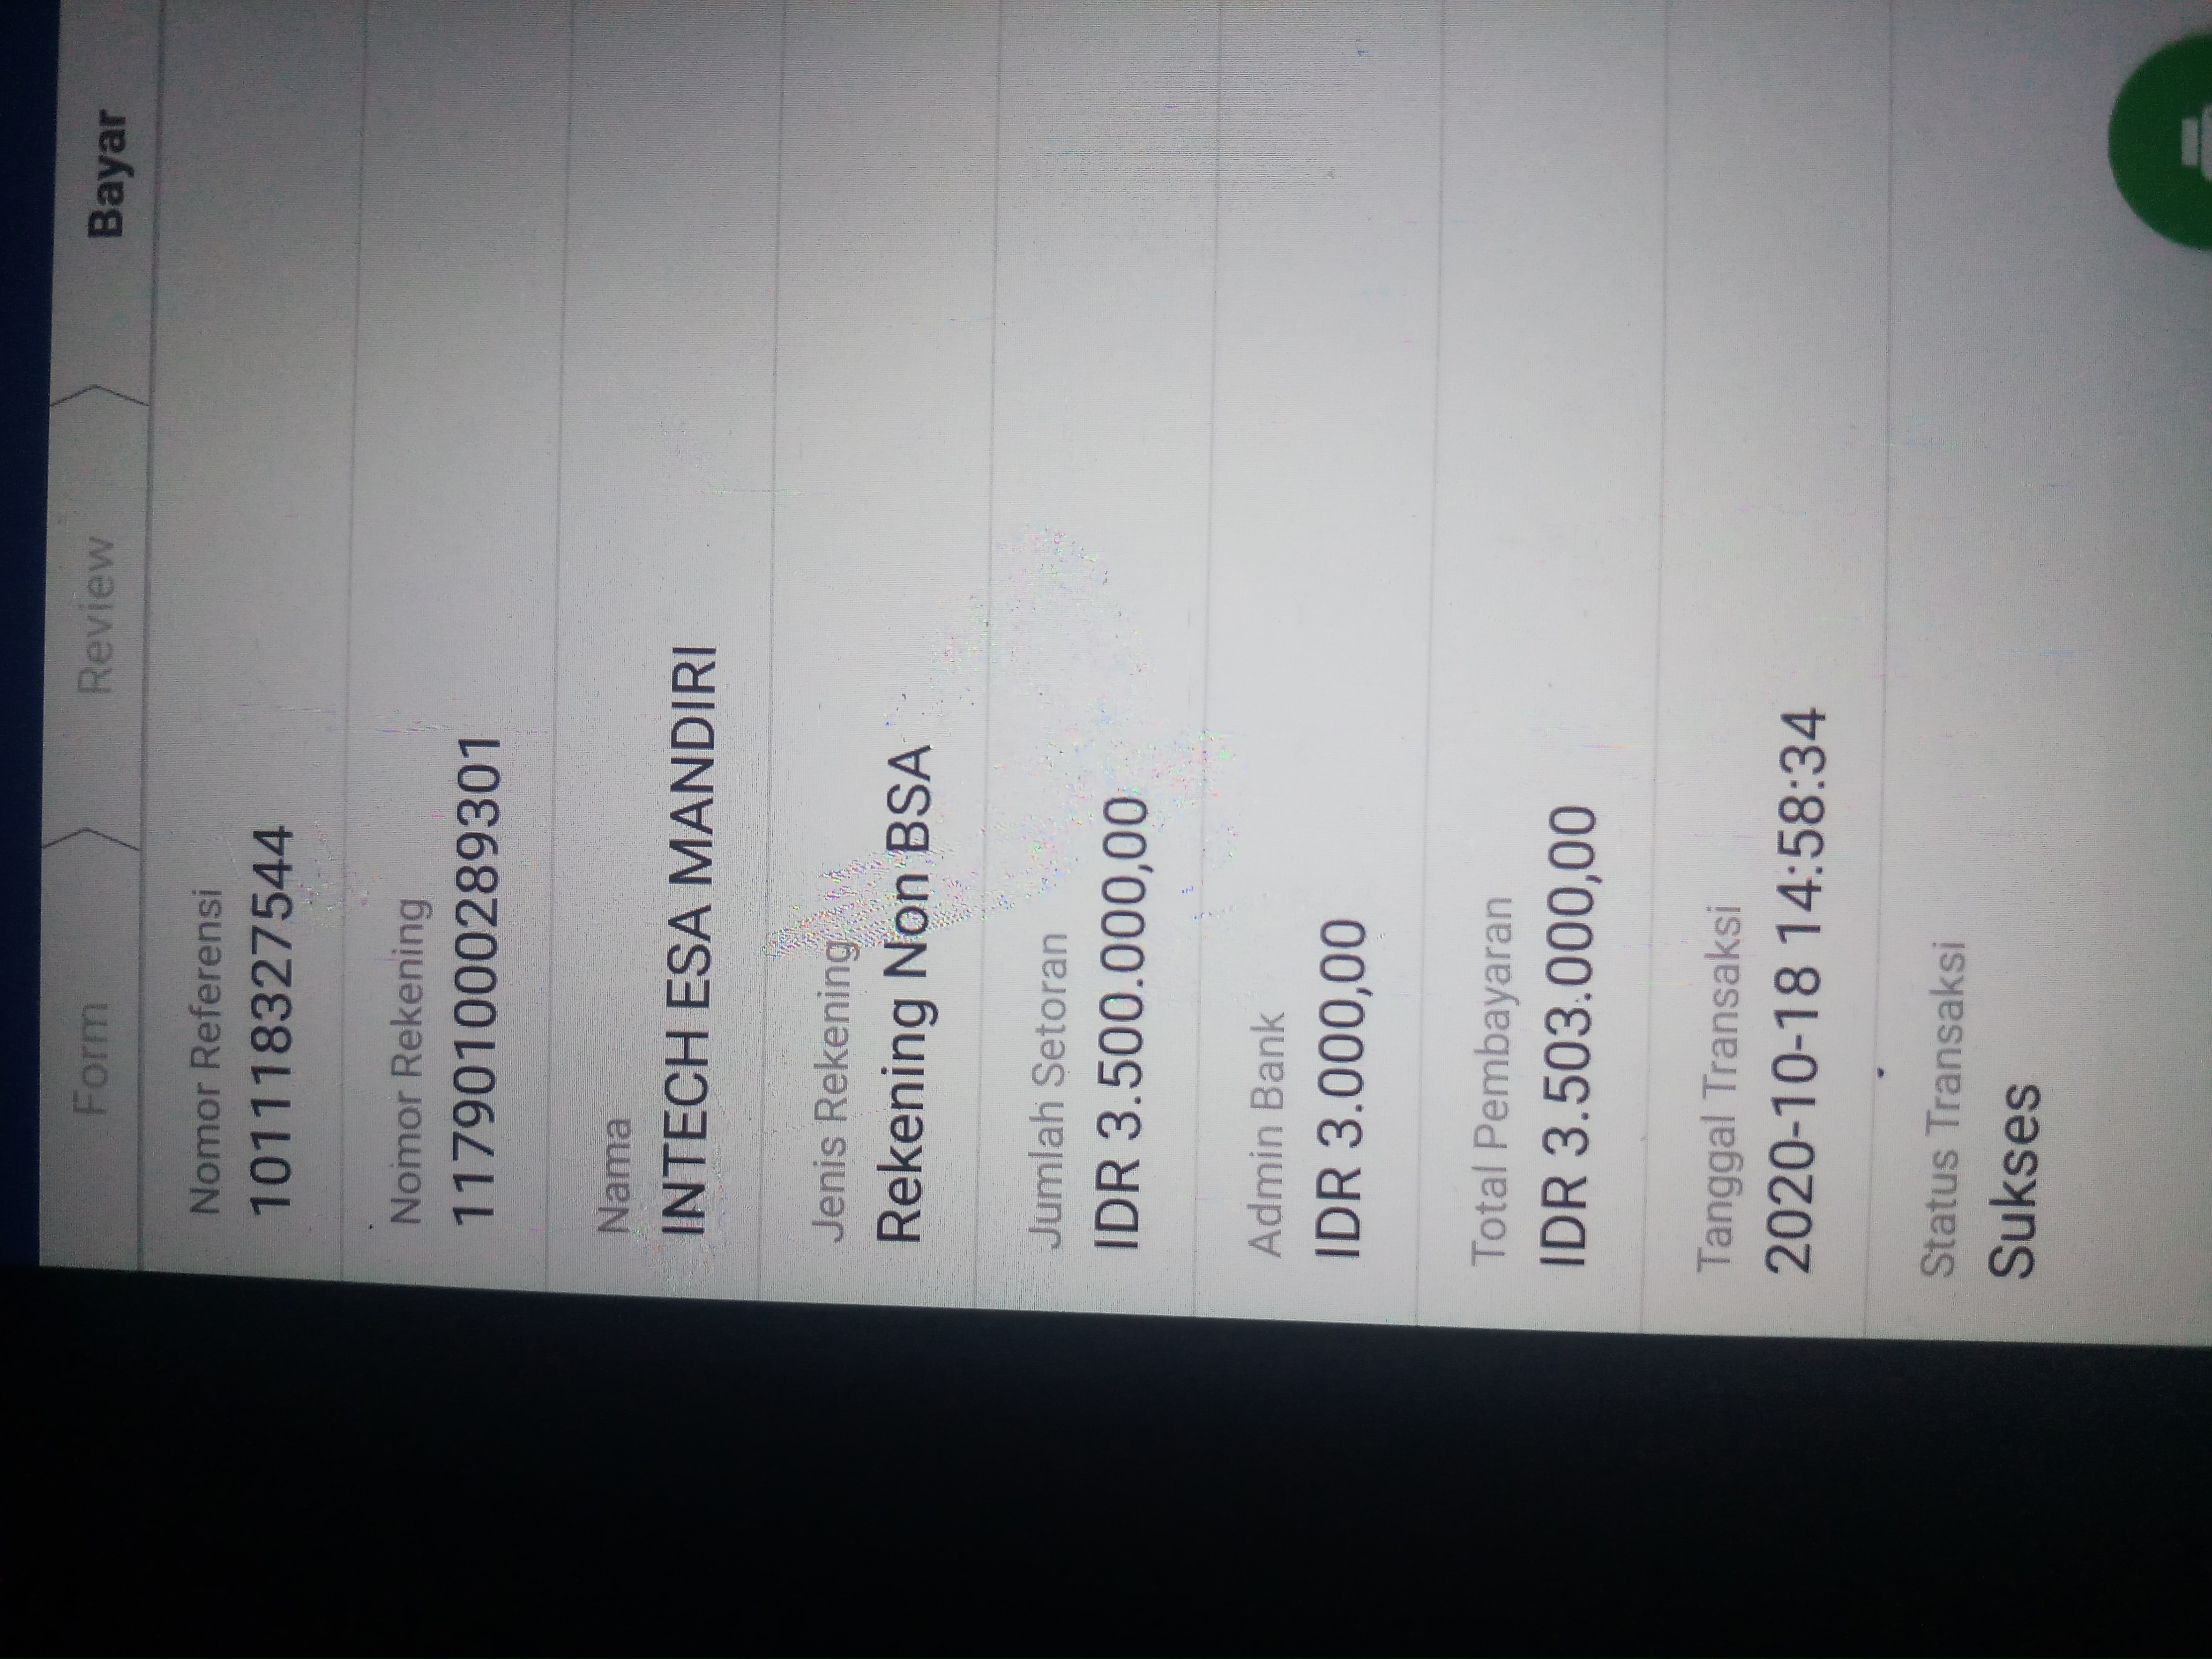 Form
Review
Bayar
Nomor Referensi
101118327544
Nomor Rekening
117901000289301
Nama
INTECH ESA MANDIRI
Jenis Rekening
Rekening Non BSA
Jumlah Setoran
IDR 3.500.000,00
Admin Bank
IDR 3.000,00
Total Pembayaran
IDR 3.503.000,00
Tanggal Transaksi
2020-10-18 14:58:34
Status Transaksi
Sukses